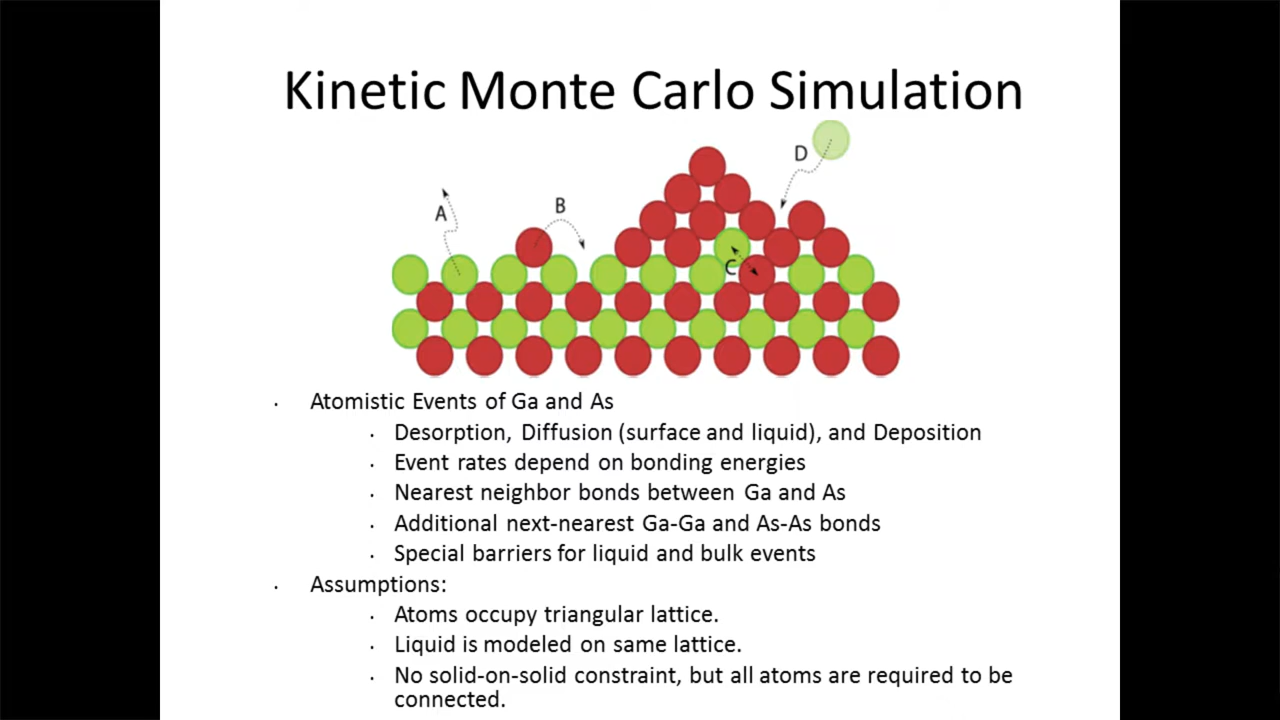 Kinetic Monte Carlo Simulation
A
B
C
D
· Atomistic Events of Ga and As
· Desorption, Diffusion (surface and liquid), and Deposition
· Event rates depend on bonding energies
· Nearest neighbor bonds between Ga and As
· Additional next-nearest Ga-Ga and As-As bonds
· Special barriers for liquid and bulk events
· Assumptions:
· Atoms occupy triangular lattice.
· Liquid is modeled on same lattice.
· No solid-on-solid constraint, but all atoms are required to be
connected.